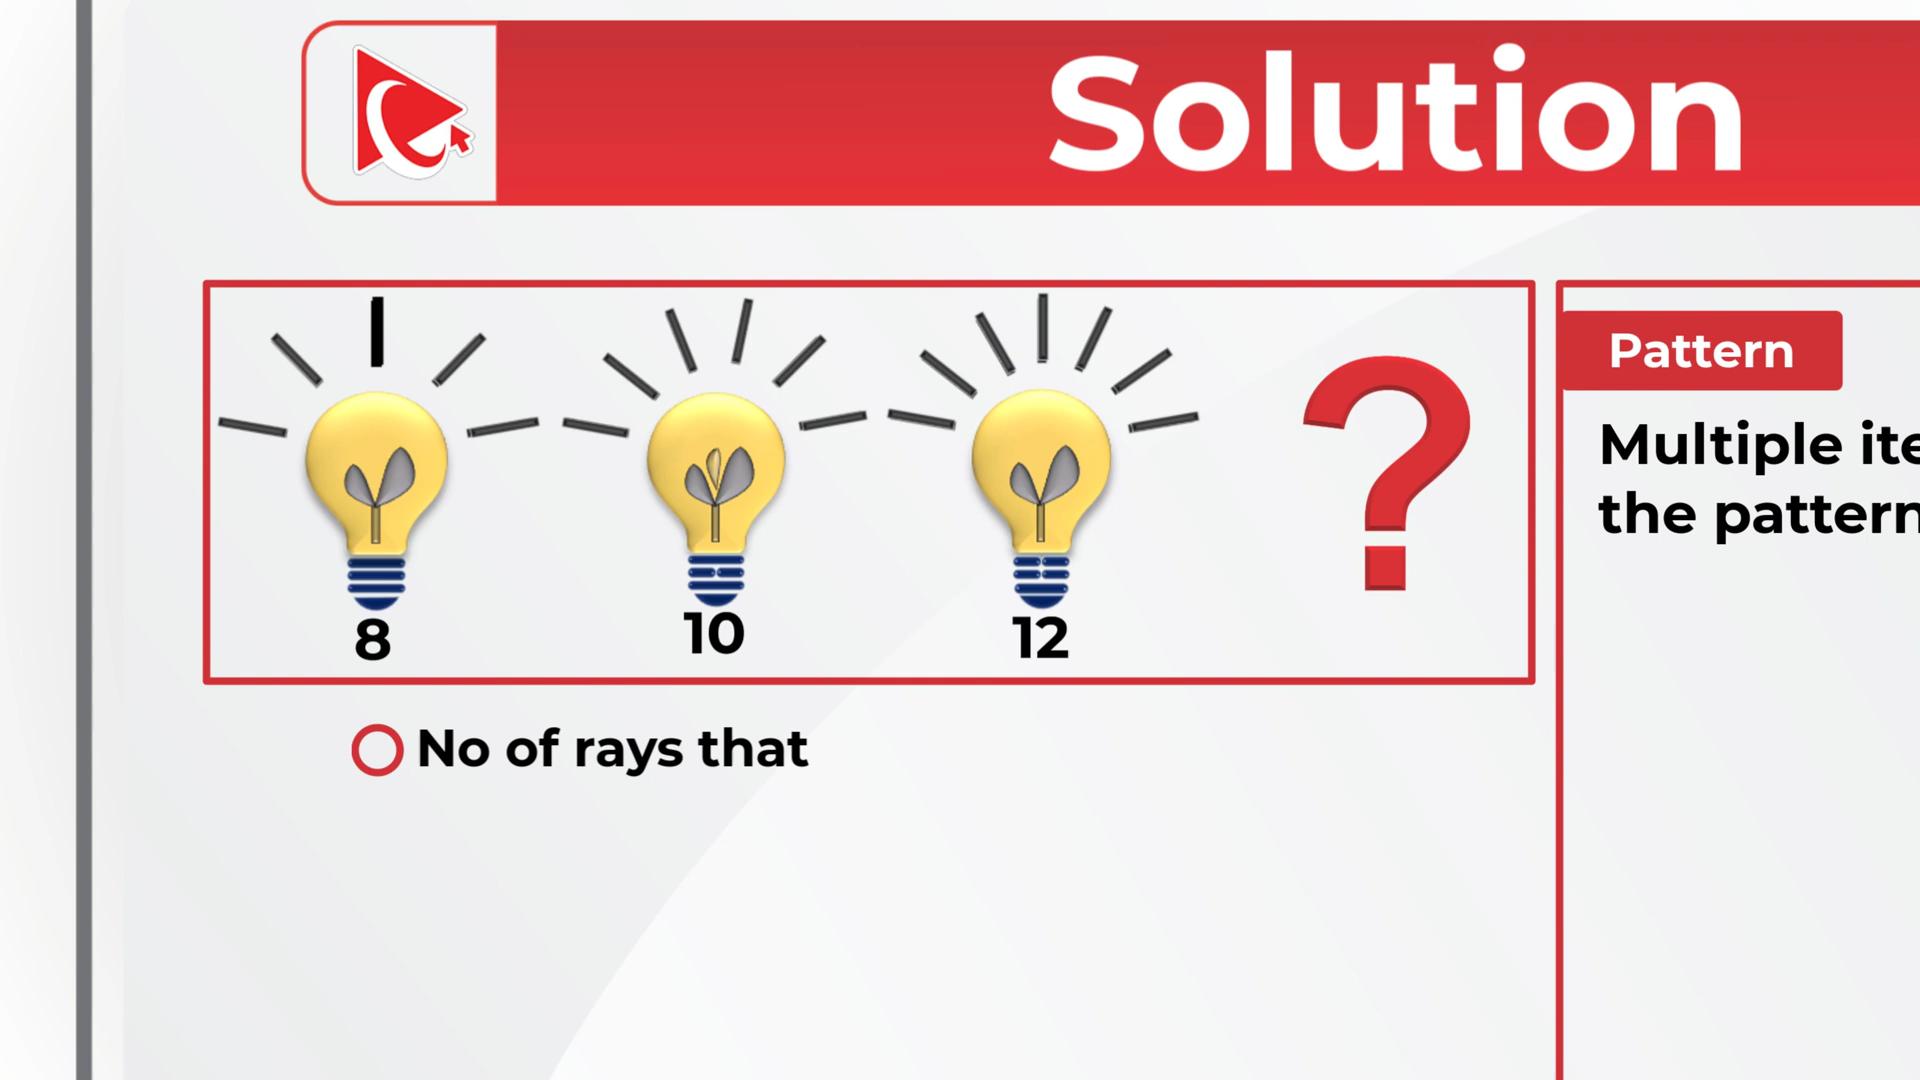 Solution
8
10
12
?
No of rays that
Pattern
Multiple ite
the pattern